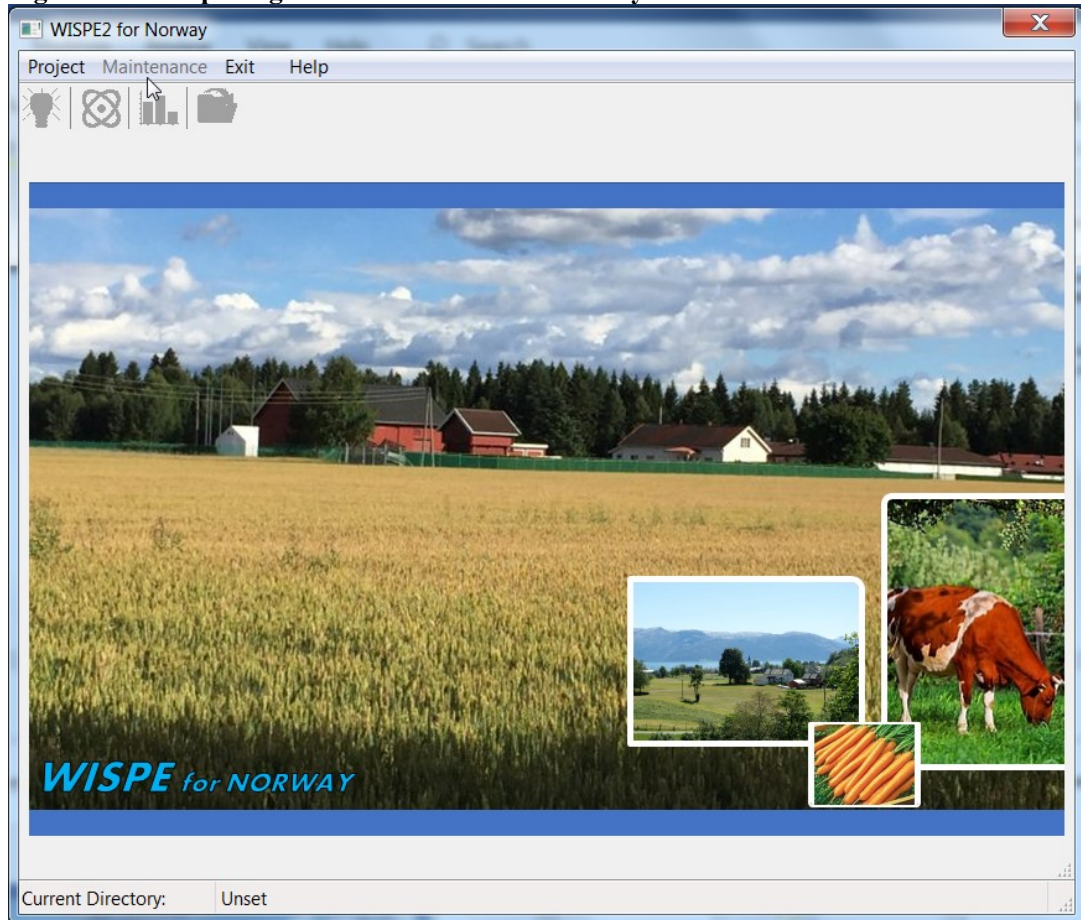 WISPE2 for Norway
Project Maintenance Exit Help
WISPE for NORWAY
Current Directory: Unset